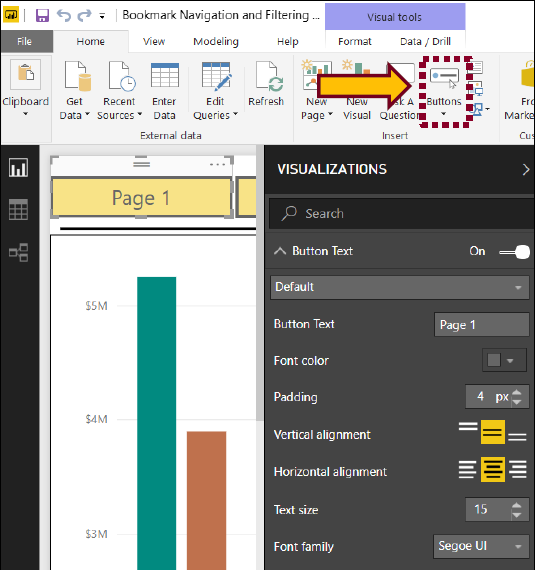 Bookmark Navigation and Filtering ...
Visual tools
File
Home
View
Modeling
Help
Format
Data / Drill
Clipboard
Get
Data
Recent
Sources
Enter
Data
Edit
Queries
Refresh
New
Page
New
Visual
Ask A
Question
Buttons
From
External data
Insert
Page 1
$5M
$4M
$3M
VISUALIZATIONS
Search
Button Text
On
Default
Button Text
Page 1
Font color
Padding
4 px
Vertical alignment
Horizontal alignment
Text size
15
Font family
Segoe UI